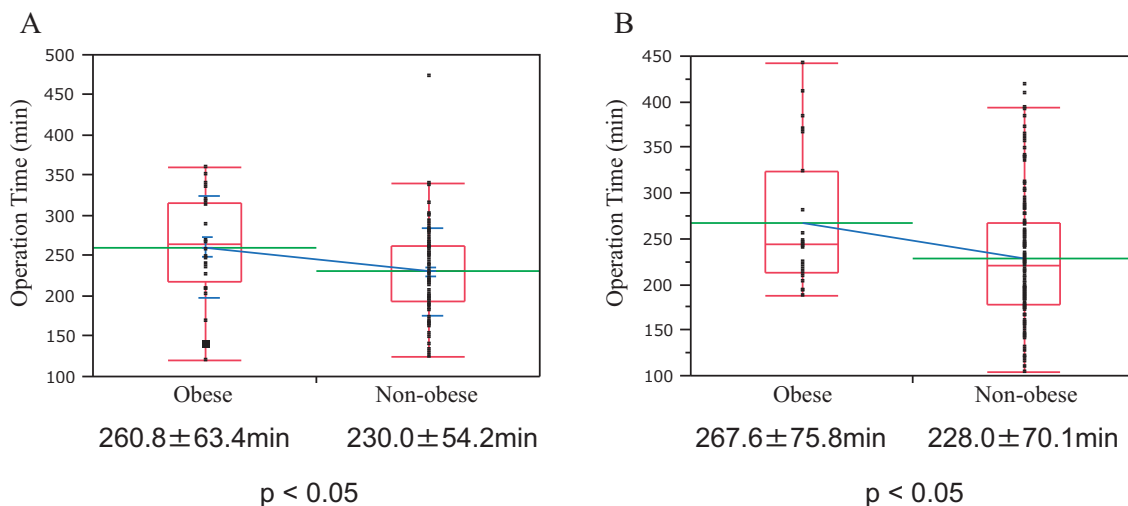 A
Operation Time (min)
500
450
400
350
300
250
200
150
100
Obese
Non-obese
260.8±63.4min
230.0±54.2min
p < 0.05
B
Operation Time (min)
450
400
350
300
250
200
150
100
Obese
Non-obese
267.6±75.8min
228.0±70.1min
p < 0.05